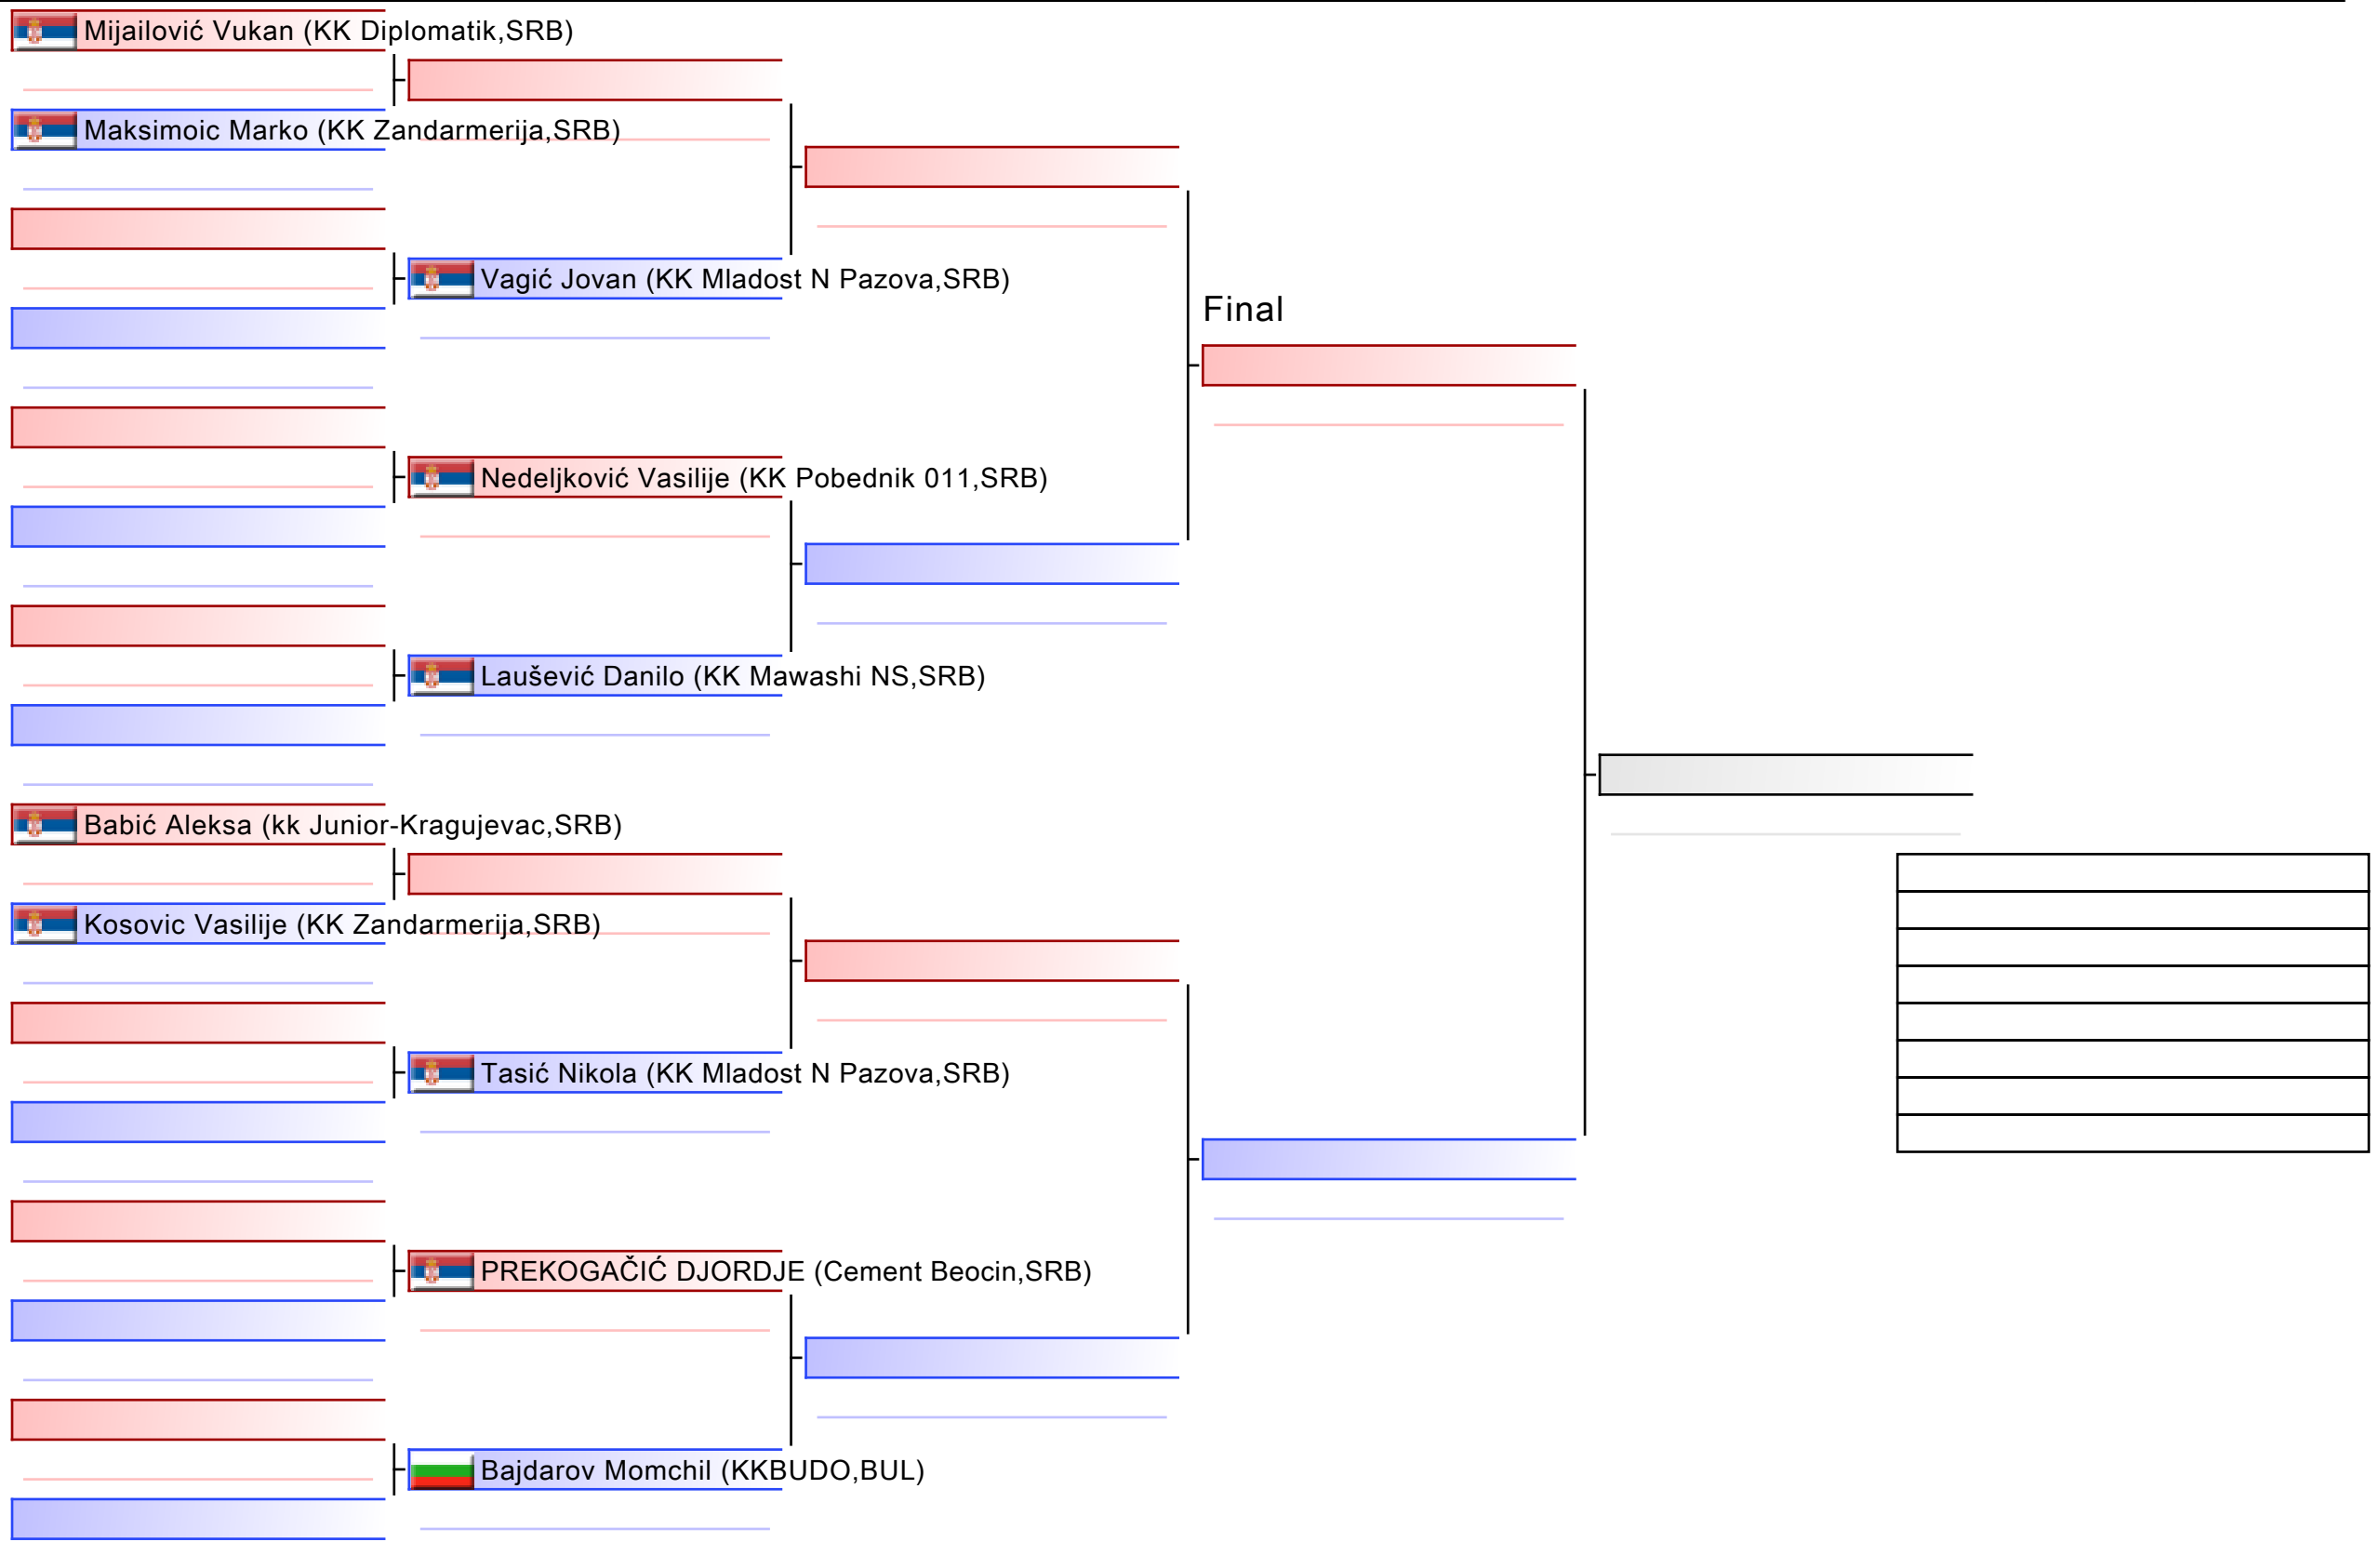 Mijailović Vukan (KK Diplomatik,SRB)
Maksimoic Marko (KK Zandarmerija,SRB)
Vagić Jovan (KK Mladost N Pazova,SRB)
Final
Nedeljković Vasilije (KK Pobednik 011,SRB)
Laušević Danilo (KK Mawashi NS,SRB)
Babić Aleksa (kk Junior-Kragujevac,SRB)
Kosovic Vasilije (KK Zandarmerija,SRB)
Tasić Nikola (KK Mladost N Pazova,SRB)
PREKOGAČIĆ DJORDJE (Cement Beocin,SRB)
Bajdarov Momchil (KKBUDO,BUL)